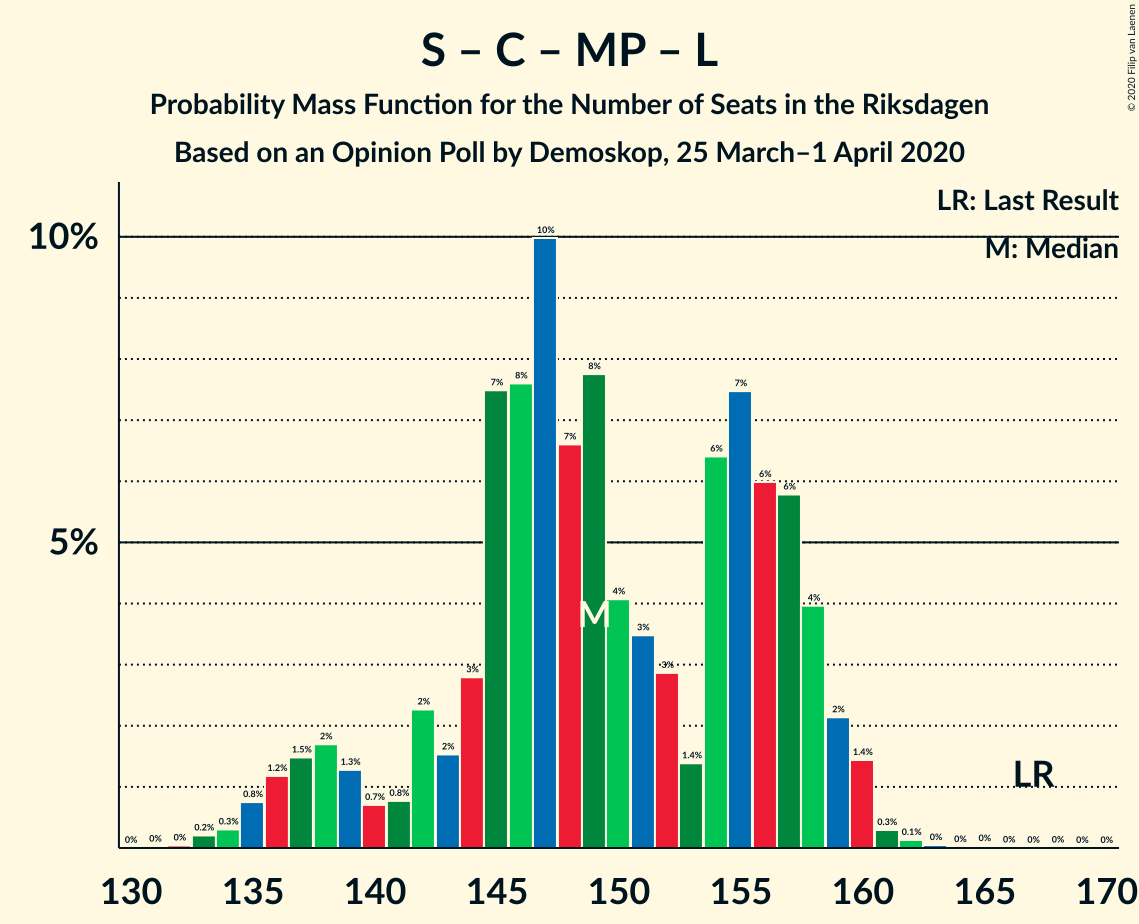 S – C – MP – L
Probability Mass Function for the Number of Seats in the Riksdagen
Based on an Opinion Poll by Demoskop, 25 March–1 April 2020
© 2020 Filip van Laenen
LR: Last Result
M: Median
10%
5%
0% 0% 0% 0.2% 0.3% 0.8% 1.2% 1.5% 2% 1.3% 0.7% 0.8% 2% 2% 3% 7% 8% 10% 7% 8% 4% 3% 3% 1.4% 6% 7% 6% 6% 4% 2% 1.4% 0.3% 0.1% 0% 0% 0% 0% 0% 0% 0% 0%
M
LR
130 135 140 145 150 155 160 165 170